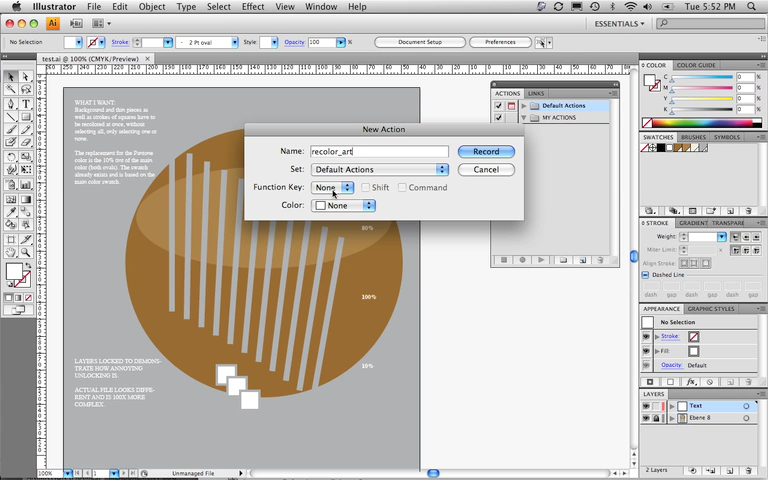 Illustrator File Edit Object Type Select Effect View Window Help Tue 5:52 PM
Ai Br ESSENTIALS
No Selection Stroke: 2 Pt oval Style: Opacity: 100 % Document Setup Preferences
test.ai @ 100% (CMYK/Preview)
WHAT I WANT:
Background and thin pieces as
well as strokes of squares have to
be recolored at once, without
selecting all, only selecting one or
none.
The replacement for the Pantone
color is the 10% tint of the main
color (both ovals). The swatch
already exists and is based on the
main color swatch.
80%
100%
10%
LAYERS LOCKED TO DEMONS-
TRATE HOW ANNOYING
UNLOCKING IS.
ACTUAL FILE LOOKS DIFFE-
RENT AND IS 100X MORE
COMPLEX.
New Action
Name: recolor_art
Set: Default Actions
Function Key: None Shift Command
Color: None
Record
Cancel
ACTIONS LINKS
Default Actions
MY ACTIONS
COLOR COLOR GUIDE
C 0 %
M 0 %
Y 0 %
K 0 %
SWATCHES BRUSHES SYMBOLS
STROKE GRADIENT TRANSPARE
Weight:
Miter Limit:
Align Stroke:
Dashed Line
dash gap dash gap dash gap
APPEARANCE GRAPHIC STYLES
No Selection
Stroke:
Fill:
Opacity: Default
LAYERS
Text
Ebene 8
2 Layers
100% 1 Unmanaged File